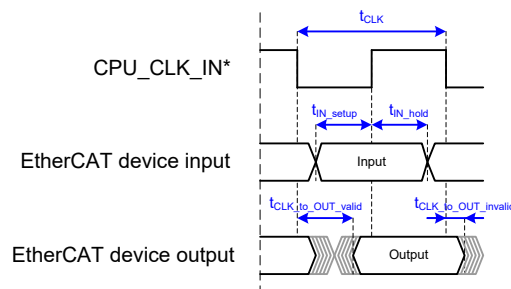 tCLK
CPU_CLK_IN*
tIN_setup
tIN_hold
EtherCAT device input
Input
tCLK_to_OUT_valid
tCLK_to_OUT_invalid
EtherCAT device output
Output